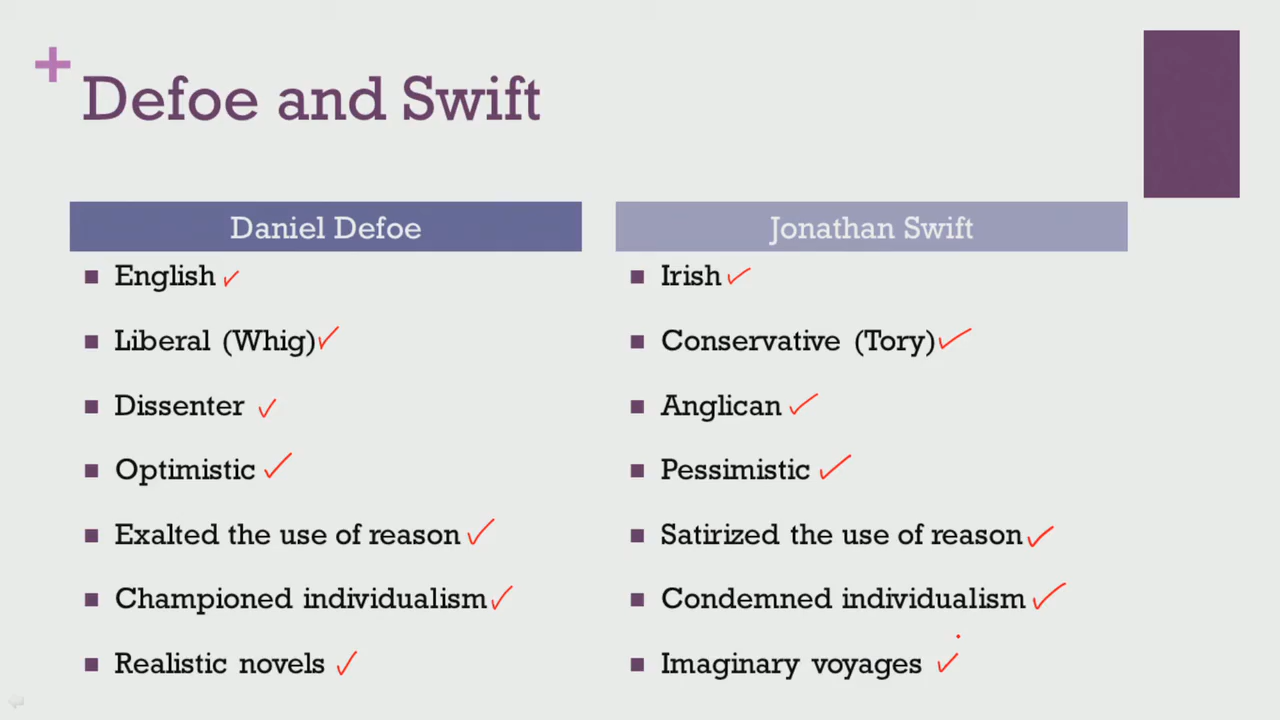 Defoe and Swift
Daniel Defoe
English
Liberal (Whig)
Dissenter
Optimistic
Exalted the use of reason
Championed individualism
Realistic novels
Jonathan Swift
Irish
Conservative (Tory)
Anglican
Pessimistic
Satirized the use of reason
Condemned individualism
Imaginary voyages